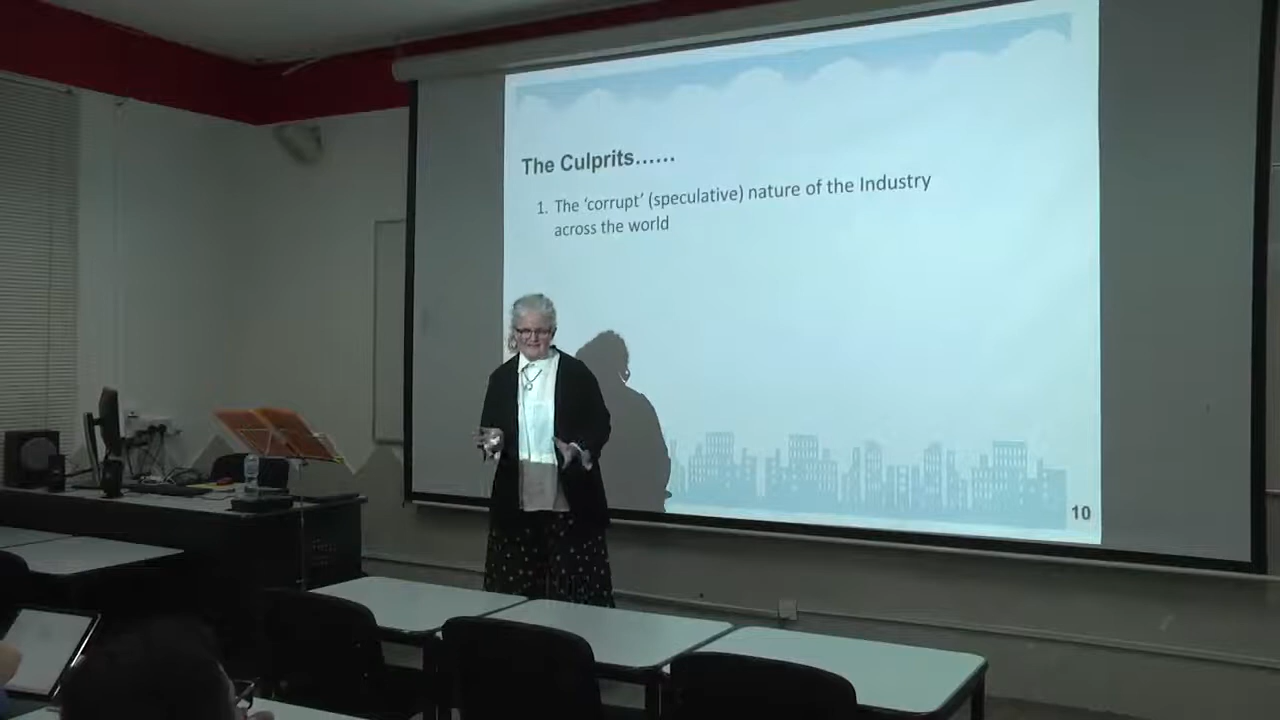 The Culprits......
1. The ‘corrupt’ (speculative) nature of the Industry
across the world
10